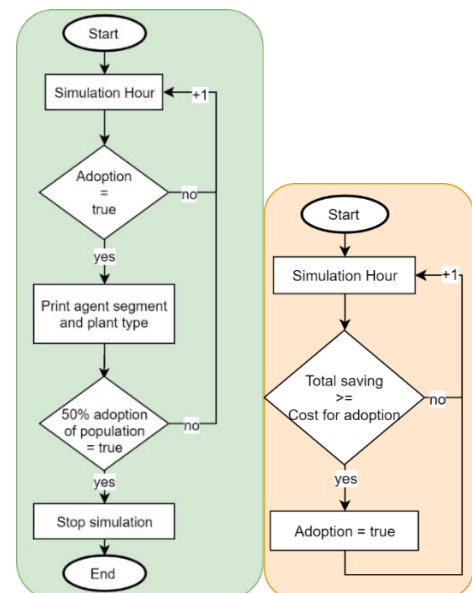 Start
Simulation Hour
+1
Adoption
=
true
no
yes
Print agent segment
and plant type
50% adoption
of population
= true
no
yes
Stop simulation
End
Start
Simulation Hour
+1
Total saving
>=
Cost for adoption
no
yes
Adoption = true